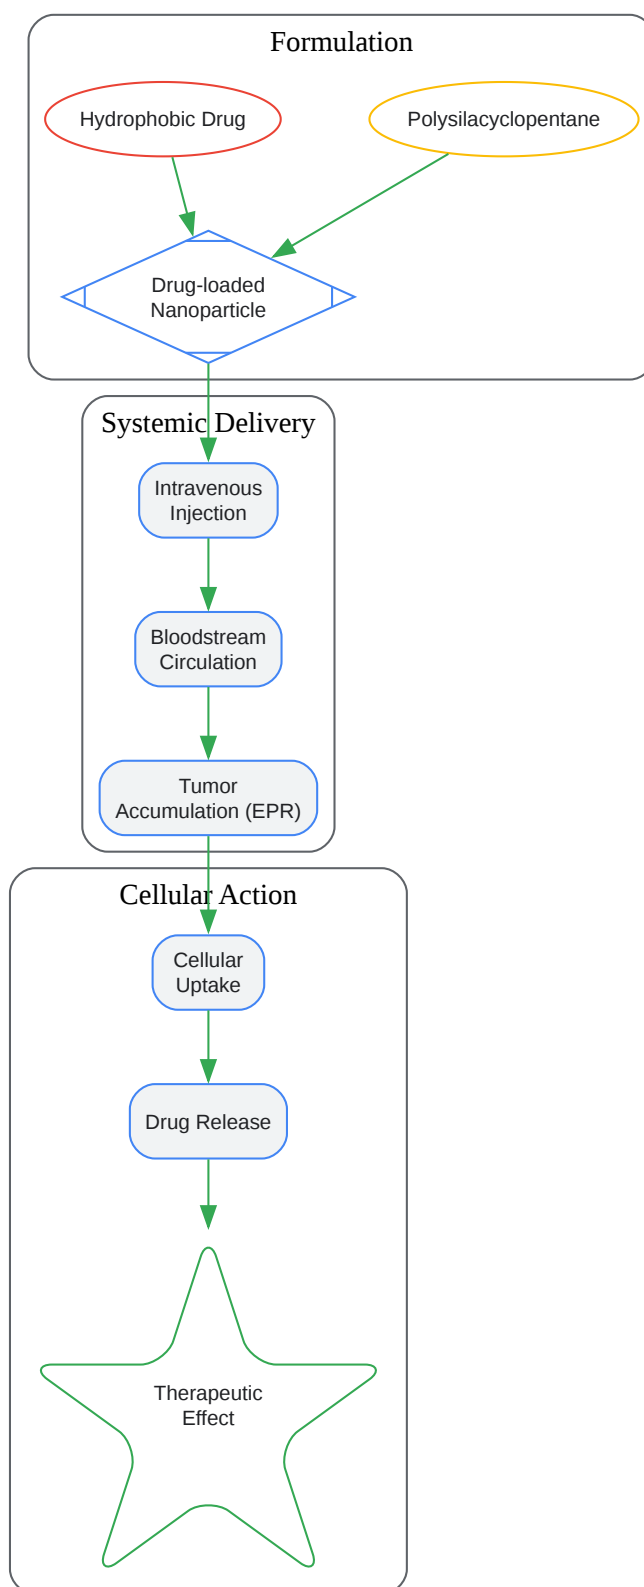 Formulation
Hydrophobic Drug
Polysilacyclopentane
Drug-loaded
Nanoparticle
Systemic Delivery
Intravenous
Injection
Bloodstream
Circulation
Tumor
Accumulation (EPR)
Cellular Action
Cellular
Uptake
Drug Release
Therapeutic
Effect